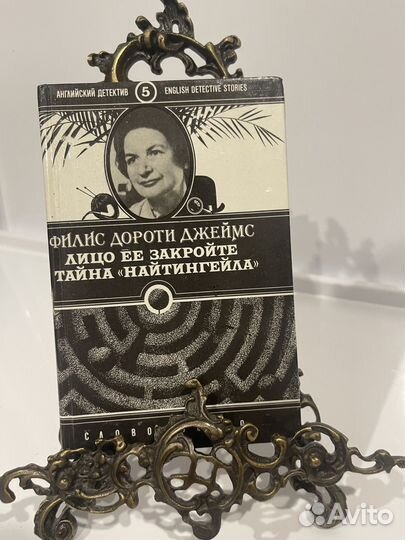 АНГЛИЙСКИЙ ДЕТЕКТИВ 5 ENGLISH DETECTIVE STORIES
ФИЛИС ДОРОТИ ДЖЕЙМС
ЛИЦО ЕЕ ЗАКРОЙТЕ
ТАЙНА «НАЙТИНГЕЙЛА»
Avito